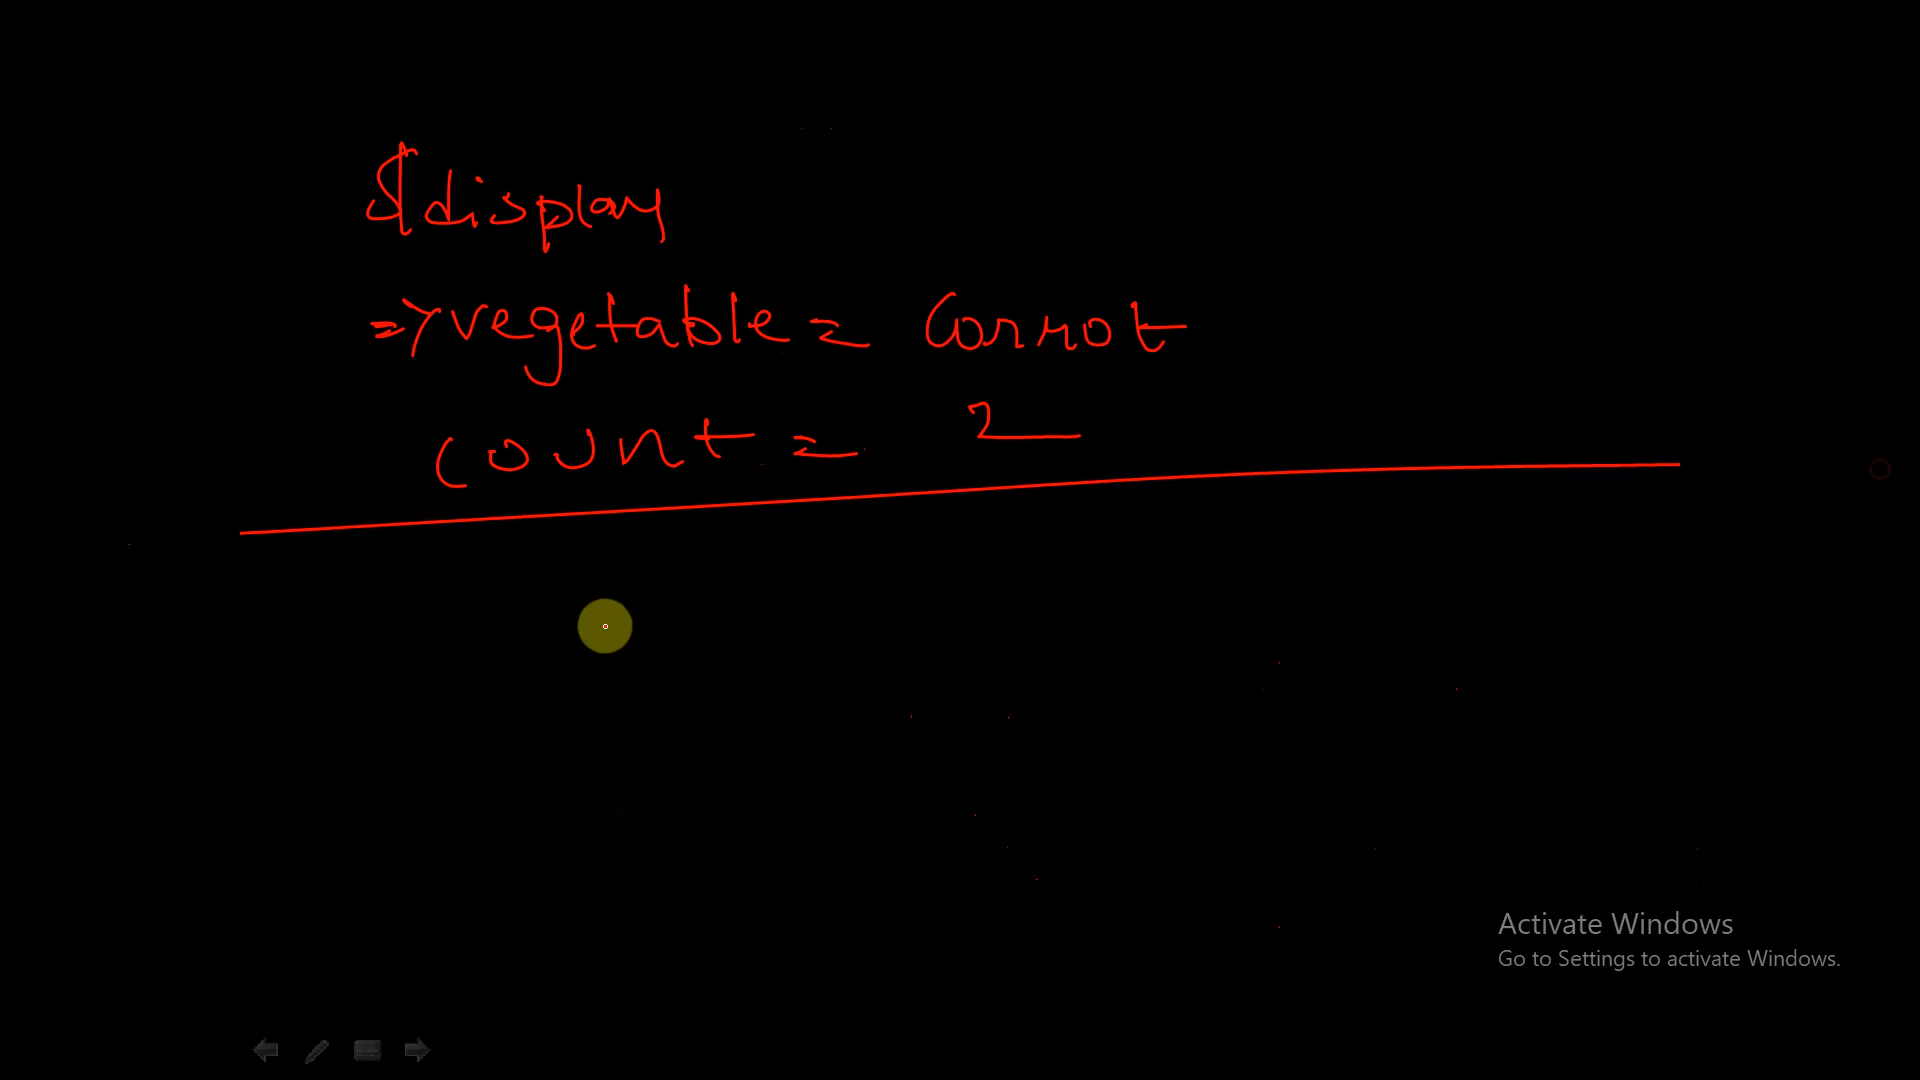 $display
=> vegetable = Carrot
count = 2
Activate Windows
Go to Settings to activate Windows.